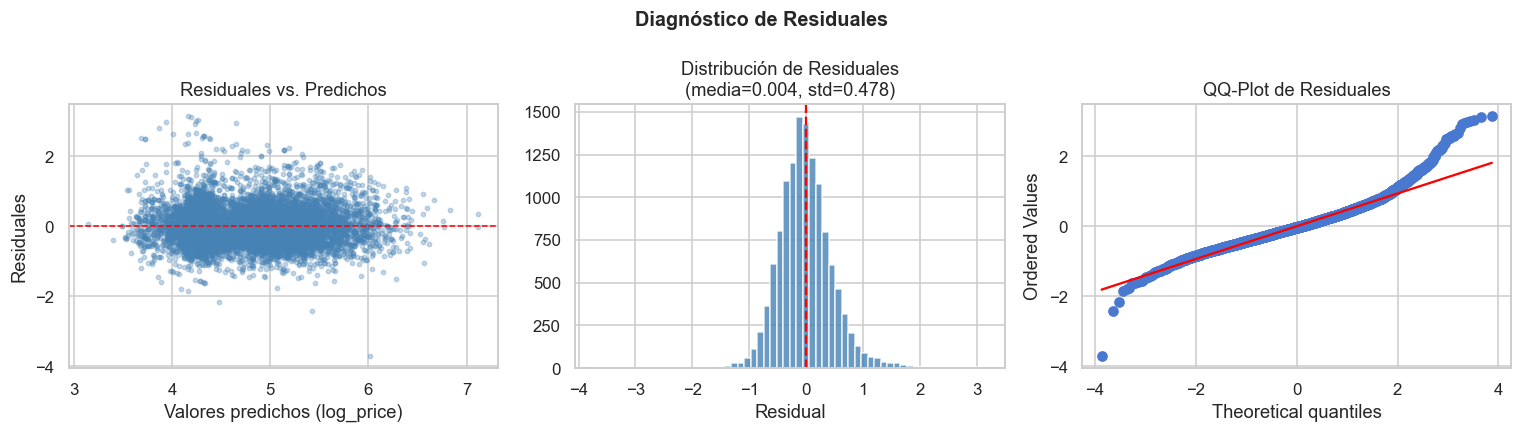 Diagnóstico de Residuales
Residuales vs. Predichos
Residuales
2
0
−2
−4
3 4 5 6 7
Valores predichos (log_price)
Distribución de Residuales
(media=0.004, std=0.478)
1500
1250
1000
750
500
250
0
−4 −3 −2 −1 0 1 2 3
Residual
QQ-Plot de Residuales
Ordered Values
2
0
−2
−4
−4 −2 0 2 4
Theoretical quantiles